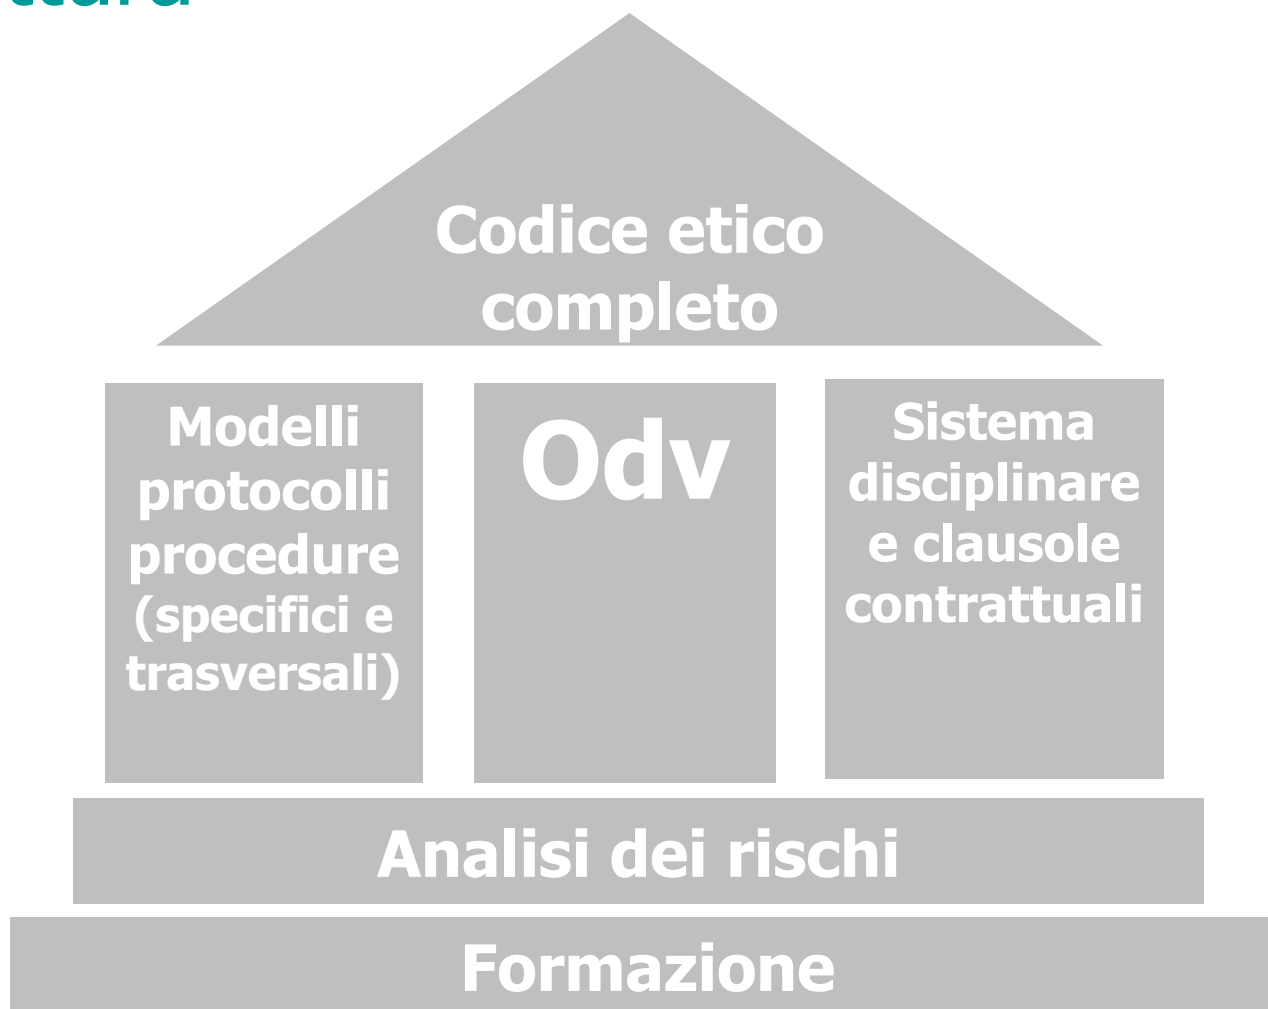 Codice etico
completo
Modelli
protocolli
procedure
(specifici e
trasversali)
Odv
Sistema
disciplinare
e clausole
contrattuali
Analisi dei rischi
Formazione